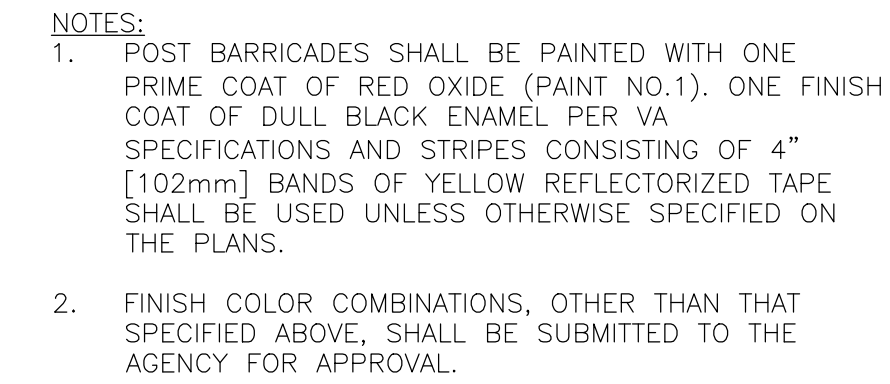 NOTES:
1. POST BARRICADES SHALL BE PAINTED WITH ONE
PRIME COAT OF RED OXIDE (PAINT NO.1). ONE FINISH
COAT OF DULL BLACK ENAMEL PER VA
SPECIFICATIONS AND STRIPES CONSISTING OF 4”
[102mm] BANDS OF YELLOW REFLECTORIZED TAPE
SHALL BE USED UNLESS OTHERWISE SPECIFIED ON
THE PLANS.
2. FINISH COLOR COMBINATIONS, OTHER THAN THAT
SPECIFIED ABOVE, SHALL BE SUBMITTED TO THE
AGENCY FOR APPROVAL.